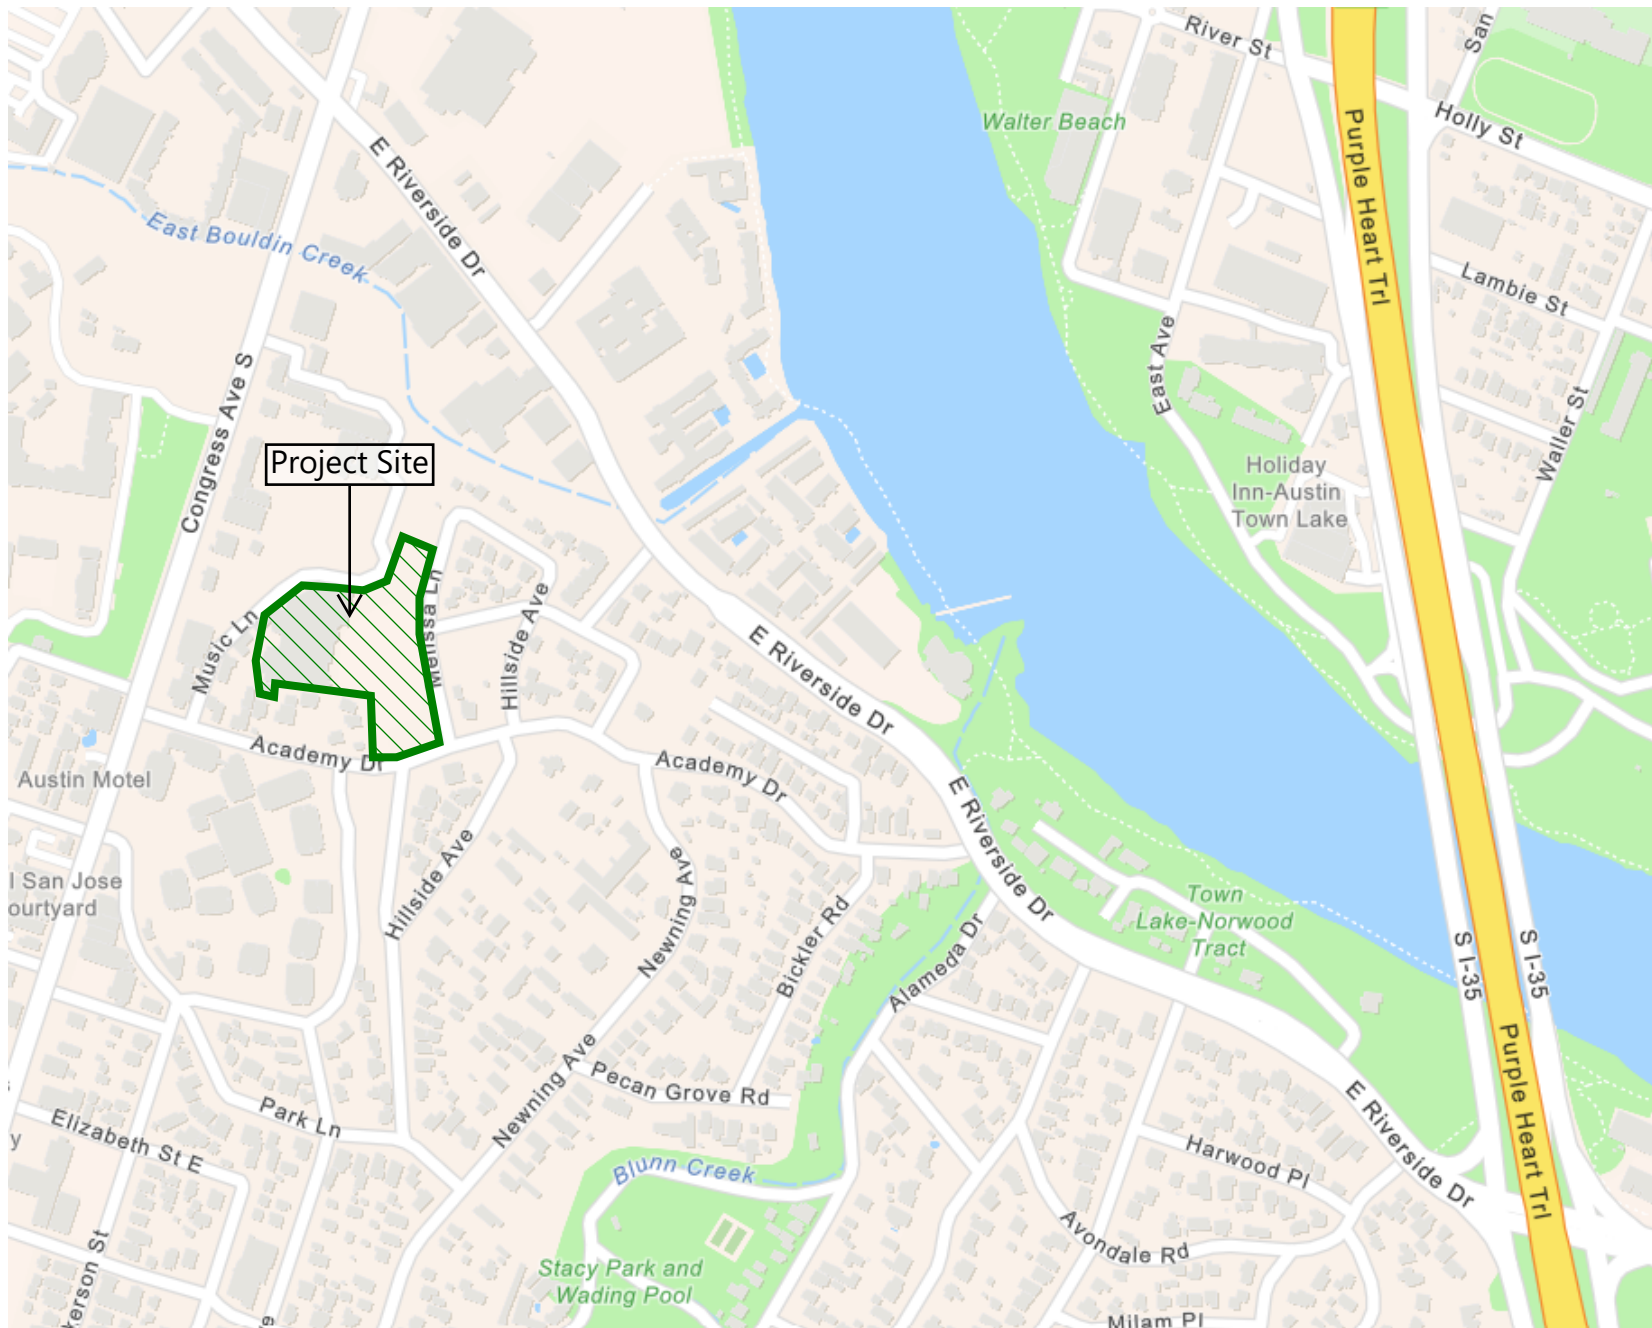 River St
San
Walter Beach
Holly St
E Riverside Dr
Purple Heart Trl
East Bouldin Creek
Lambie St
East Ave
Congress Ave S
Waller St
Project Site
Holiday
Inn-Austin
Town Lake
Music Ln
Hillside Ave
E Riverside Dr
Academy Dr
Academy Dr
Austin Motel
E Riverside Dr
Hillside Ave
Newning Ave
l San Jose
ourtyard
Bickler Rd
Alameda Dr
Town
Lake-Norwood
Tract
S I-35
S I-35
Purple Heart Trl
Newning Ave
Pecan Grove Rd
Park Ln
Elizabeth St E
E Riverside Dr
Harwood Pl
y
Blunn Creek
Avondale Rd
Stacy Park and
Wading Pool
kerson St
Milam Pl